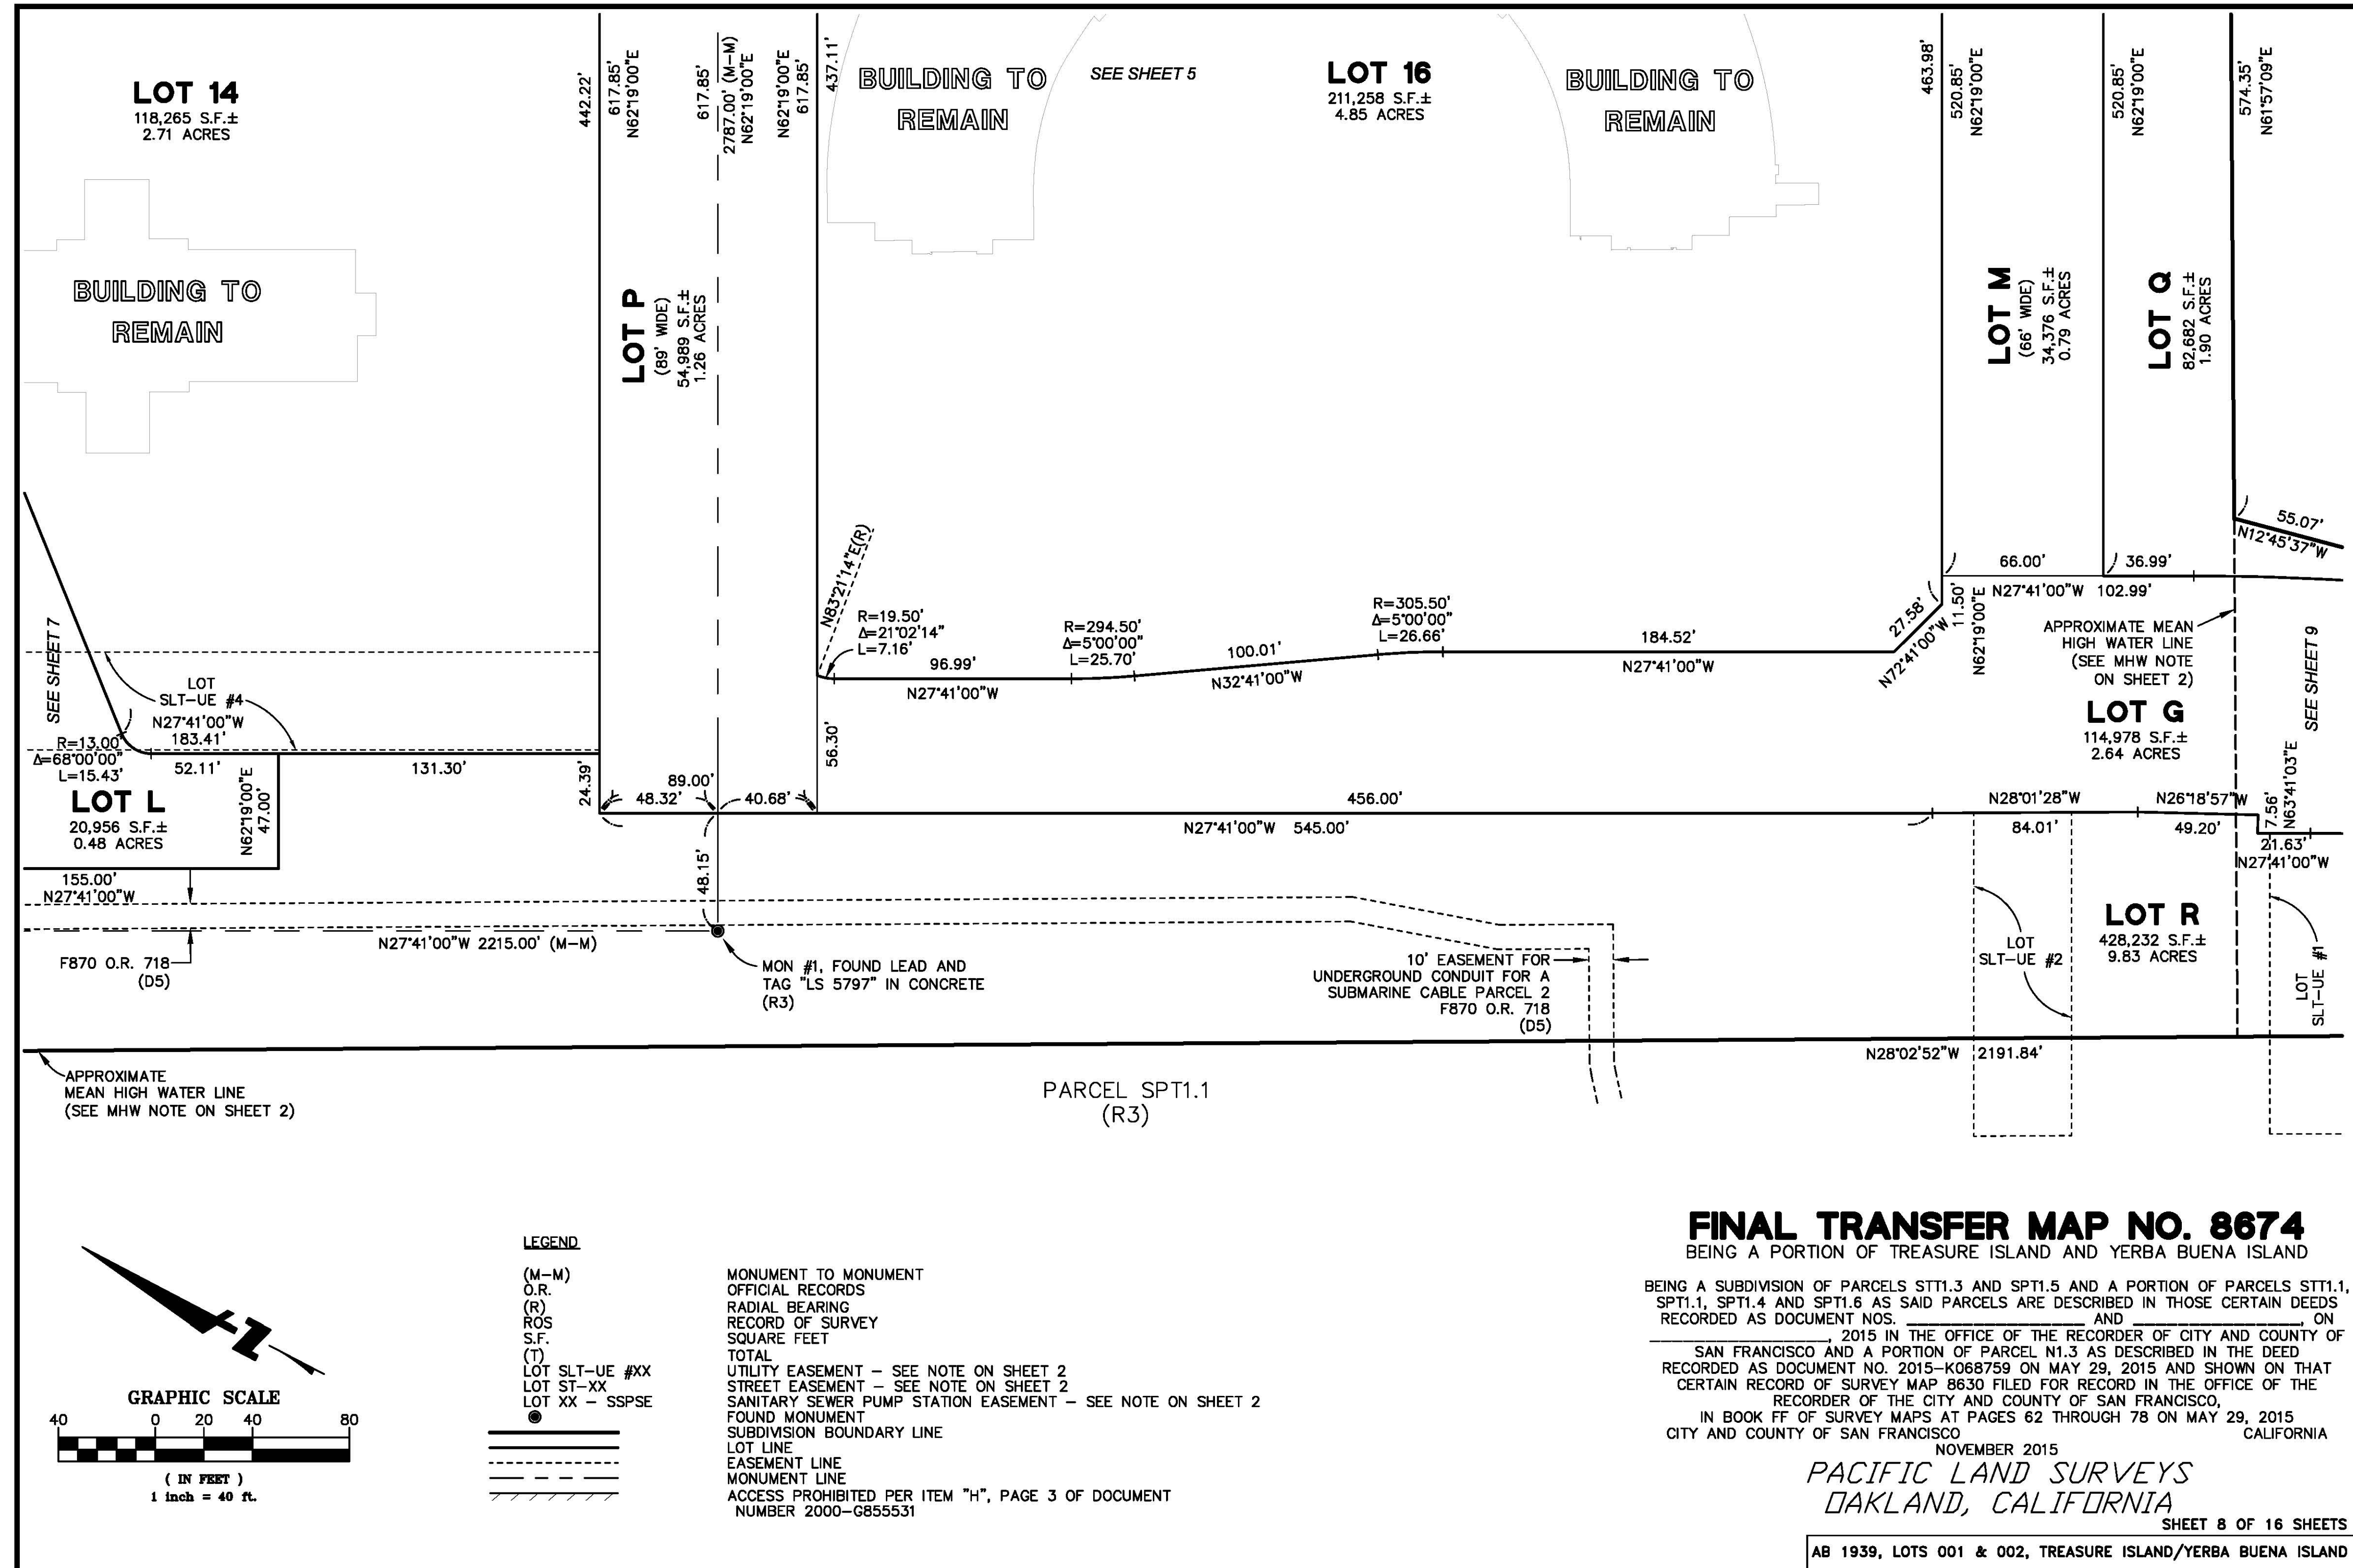 LOT 14
118,265 S.F.±
2.71 ACRES
BUILDING TO
REMAIN
442.22'
617.85'
N62°19'00"E
617.85'
2787.00' (M-M)
N62°19'00"E
N62°19'00"E
617.85'
437.11'
BUILDING TO
REMAIN
SEE SHEET 5
LOT 16
211,258 S.F.±
4.85 ACRES
BUILDING TO
REMAIN
463.98'
520.85'
N62°19'00"E
520.85'
N62°19'00"E
574.35'
N61°57'09"E
LOT P
(89' WIDE)
54,989 S.F.±
1.26 ACRES
LOT M
(66' WIDE)
34,376 S.F.±
0.79 ACRES
LOT Q
82,682 S.F.±
1.90 ACRES
55.07'
N12°45'37"W
N83°21'14"E(R)
R=19.50'
Δ=21°02'14"
L=7.16'
96.99'
N27°41'00"W
R=294.50'
Δ=5°00'00"
L=25.70'
100.01'
N32°41'00"W
R=305.50'
Δ=5°00'00"
L=26.66'
184.52'
N27°41'00"W
27.58'
N72°41'00"W
11.50'
N62°19'00"E
66.00'
36.99'
N27°41'00"W 102.99'
APPROXIMATE MEAN
HIGH WATER LINE
(SEE MHW NOTE
ON SHEET 2)
SEE SHEET 9
LOT G
114,978 S.F.±
2.64 ACRES
SEE SHEET 7
LOT
SLT-UE #4
N27°41'00"W
183.41'
R=13.00'
Δ=68°00'00"
L=15.43'
52.11'
131.30'
24.39'
LOT L
20,956 S.F.±
0.48 ACRES
N62°19'00"E
47.00'
155.00'
N27°41'00"W
89.00'
48.32'
40.68'
56.30'
456.00'
N27°41'00"W 545.00'
N28°01'28"W
84.01'
N26°18'57"W
49.20'
7.56'
N63°41'03"E
21.63'
N27°41'00"W
48.15'
N27°41'00"W 2215.00' (M-M)
F870 O.R. 718
(D5)
MON #1, FOUND LEAD AND
TAG "LS 5797" IN CONCRETE
(R3)
10' EASEMENT FOR
UNDERGROUND CONDUIT FOR A
SUBMARINE CABLE PARCEL 2
F870 O.R. 718
(D5)
LOT
SLT-UE #2
LOT R
428,232 S.F.±
9.83 ACRES
LOT
SLT-UE #1
N28°02'52"W 2191.84'
APPROXIMATE
MEAN HIGH WATER LINE
(SEE MHW NOTE ON SHEET 2)
PARCEL SPT1.1
(R3)
GRAPHIC SCALE
40 0 20 40 80
( IN FEET )
1 inch = 40 ft.
LEGEND
(M-M) MONUMENT TO MONUMENT
O.R. OFFICIAL RECORDS
(R) RADIAL BEARING
ROS RECORD OF SURVEY
S.F. SQUARE FEET
(T) TOTAL
LOT SLT-UE #XX UTILITY EASEMENT - SEE NOTE ON SHEET 2
LOT ST-XX STREET EASEMENT - SEE NOTE ON SHEET 2
LOT XX - SSPSE SANITARY SEWER PUMP STATION EASEMENT - SEE NOTE ON SHEET 2
FOUND MONUMENT
SUBDIVISION BOUNDARY LINE
LOT LINE
EASEMENT LINE
MONUMENT LINE
ACCESS PROHIBITED PER ITEM "H", PAGE 3 OF DOCUMENT
NUMBER 2000-G855531
FINAL TRANSFER MAP NO. 8674
BEING A PORTION OF TREASURE ISLAND AND YERBA BUENA ISLAND
BEING A SUBDIVISION OF PARCELS STT1.3 AND SPT1.5 AND A PORTION OF PARCELS STT1.1,
SPT1.1, SPT1.4 AND SPT1.6 AS SAID PARCELS ARE DESCRIBED IN THOSE CERTAIN DEEDS
RECORDED AS DOCUMENT NOS. ________________ AND ________________, ON
________________, 2015 IN THE OFFICE OF THE RECORDER OF CITY AND COUNTY OF
SAN FRANCISCO AND A PORTION OF PARCEL N1.3 AS DESCRIBED IN THE DEED
RECORDED AS DOCUMENT NO. 2015-K068759 ON MAY 29, 2015 AND SHOWN ON THAT
CERTAIN RECORD OF SURVEY MAP 8630 FILED FOR RECORD IN THE OFFICE OF THE
RECORDER OF THE CITY AND COUNTY OF SAN FRANCISCO,
IN BOOK FF OF SURVEY MAPS AT PAGES 62 THROUGH 78 ON MAY 29, 2015
CITY AND COUNTY OF SAN FRANCISCO CALIFORNIA
NOVEMBER 2015
PACIFIC LAND SURVEYS
OAKLAND, CALIFORNIA
SHEET 8 OF 16 SHEETS
AB 1939, LOTS 001 & 002, TREASURE ISLAND/YERBA BUENA ISLAND